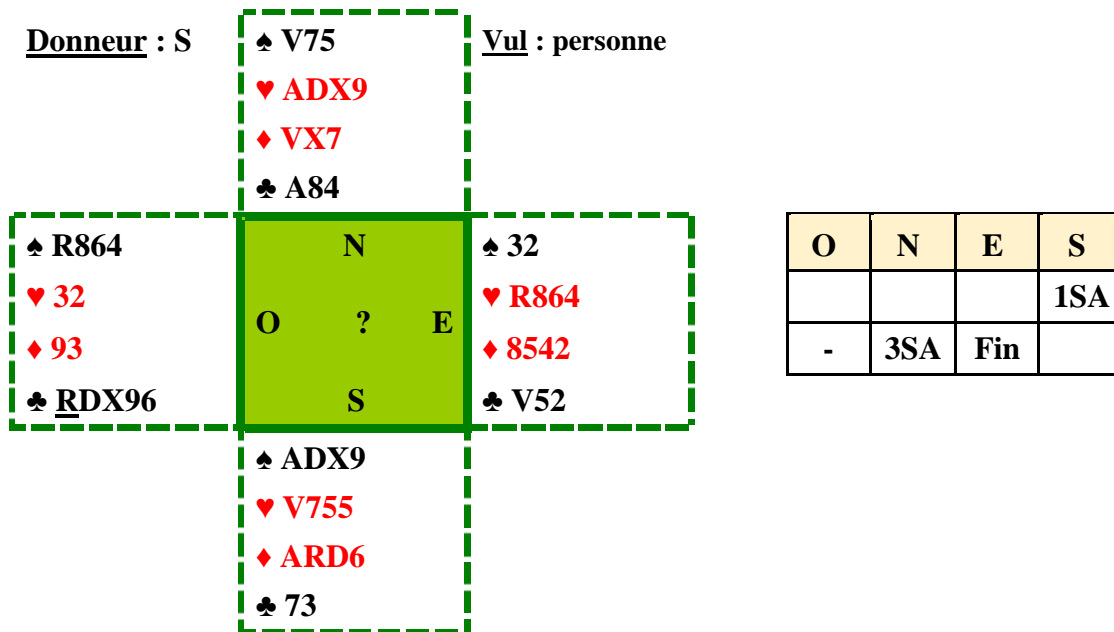 Donneur : S
♠ V75
Vul : personne
♥ ADX9
♦ VX7
♣ A84
♠ R864
N
♠ 32
♥ 32
♥ R864
O ? E
♦ 93
♦ 8542
♣ RDX96
S
♣ V52
♠ ADX9
♥ V755
♦ ARD6
♣ 73
O N E S
1SA
- 3SA Fin